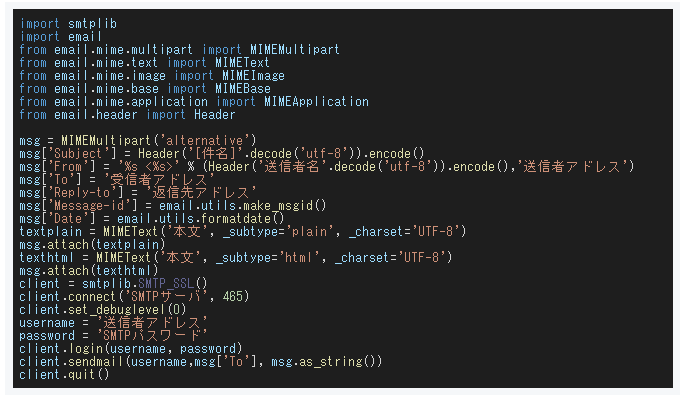 import smtplib
import email
from email.mime.multipart import MIMEMultipart
from email.mime.text import MIMEText
from email.mime.image import MIMEImage
from email.mime.base import MIMEBase
from email.mime.application import MIMEApplication
from email.header import Header

msg = MIMEMultipart('alternative')
msg['Subject'] = Header('[件名]'.decode('utf-8')).encode()
msg['From'] = '%s <%s>' % (Header('送信者名'.decode('utf-8')).encode(),'送信者アドレス')
msg['To'] = '受信者アドレス'
msg['Reply-to'] = '返信先アドレス'
msg['Message-id'] = email.utils.make_msgid()
msg['Date'] = email.utils.formatdate()
textplain = MIMEText('本文', _subtype='plain', _charset='UTF-8')
msg.attach(textplain)
texthtml = MIMEText('本文', _subtype='html', _charset='UTF-8')
msg.attach(texthtml)
client = smtplib.SMTP_SSL()
client.connect('SMTPサーバ', 465)
client.set_debuglevel(0)
username = '送信者アドレス'
password = 'SMTPパスワード'
client.login(username, password)
client.sendmail(username,msg['To'], msg.as_string())
client.quit()